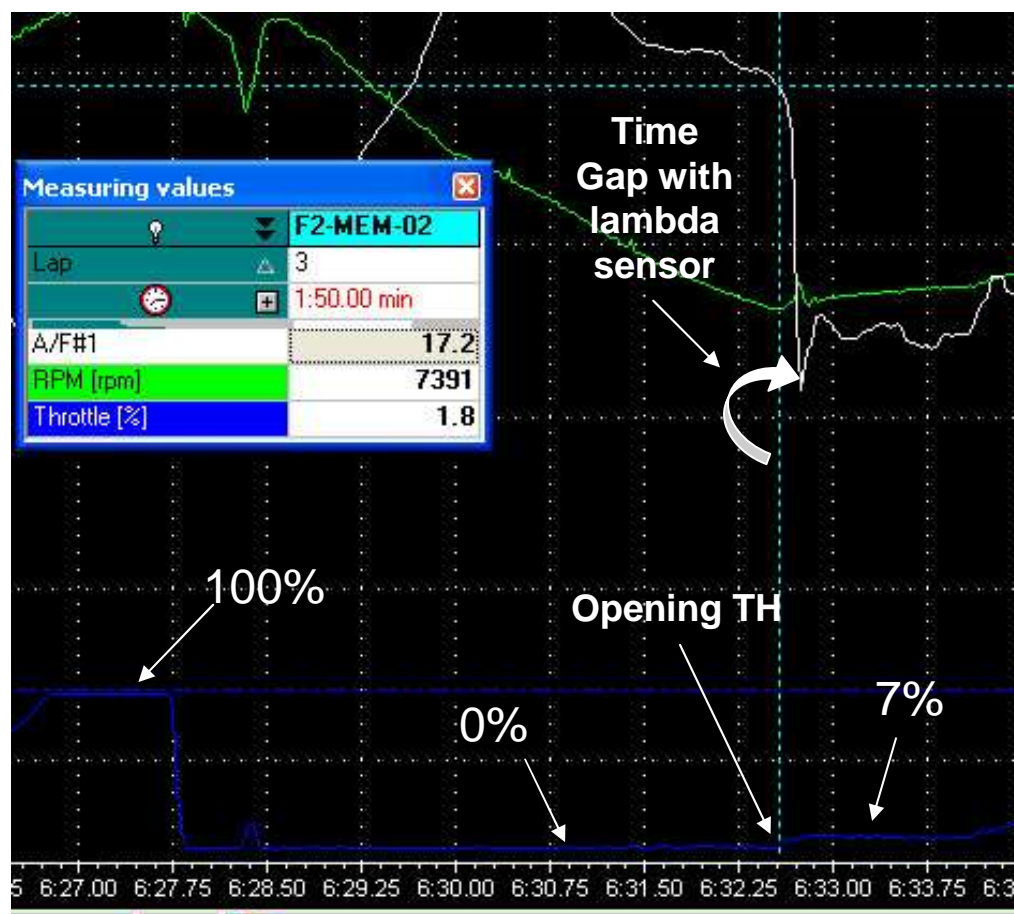 Time
Gap with
lambda
sensor
Measuring values
F2-MEM-02
Lap 3
1:50.00 min
A/F#1 17.2
RPM [rpm] 7391
Throttle [%] 1.8
100%
Opening TH
7%
0%
5 6:27.00 6:27.75 6:28.50 6:29.25 6:30.00 6:30.75 6:31.50 6:32.25 6:33.00 6:33.75 6:3